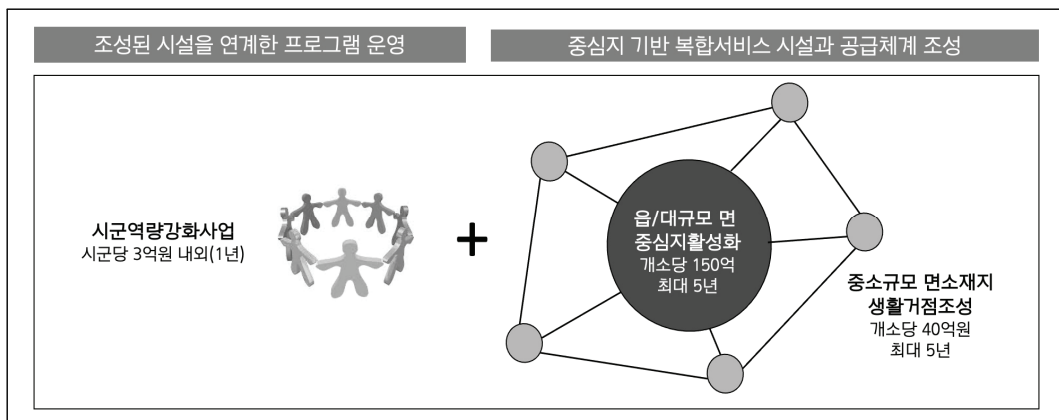 조성된 시설을 연계한 프로그램 운영
중심지 기반 복합서비스 시설과 공급체계 조성
시군역량강화사업
시군당 3억원 내외(1년)
+
읍/대규모 면
중심지활성화
개소당 150억
최대 5년
중소규모 면소재지
생활거점조성
개소당 40억원
최대 5년